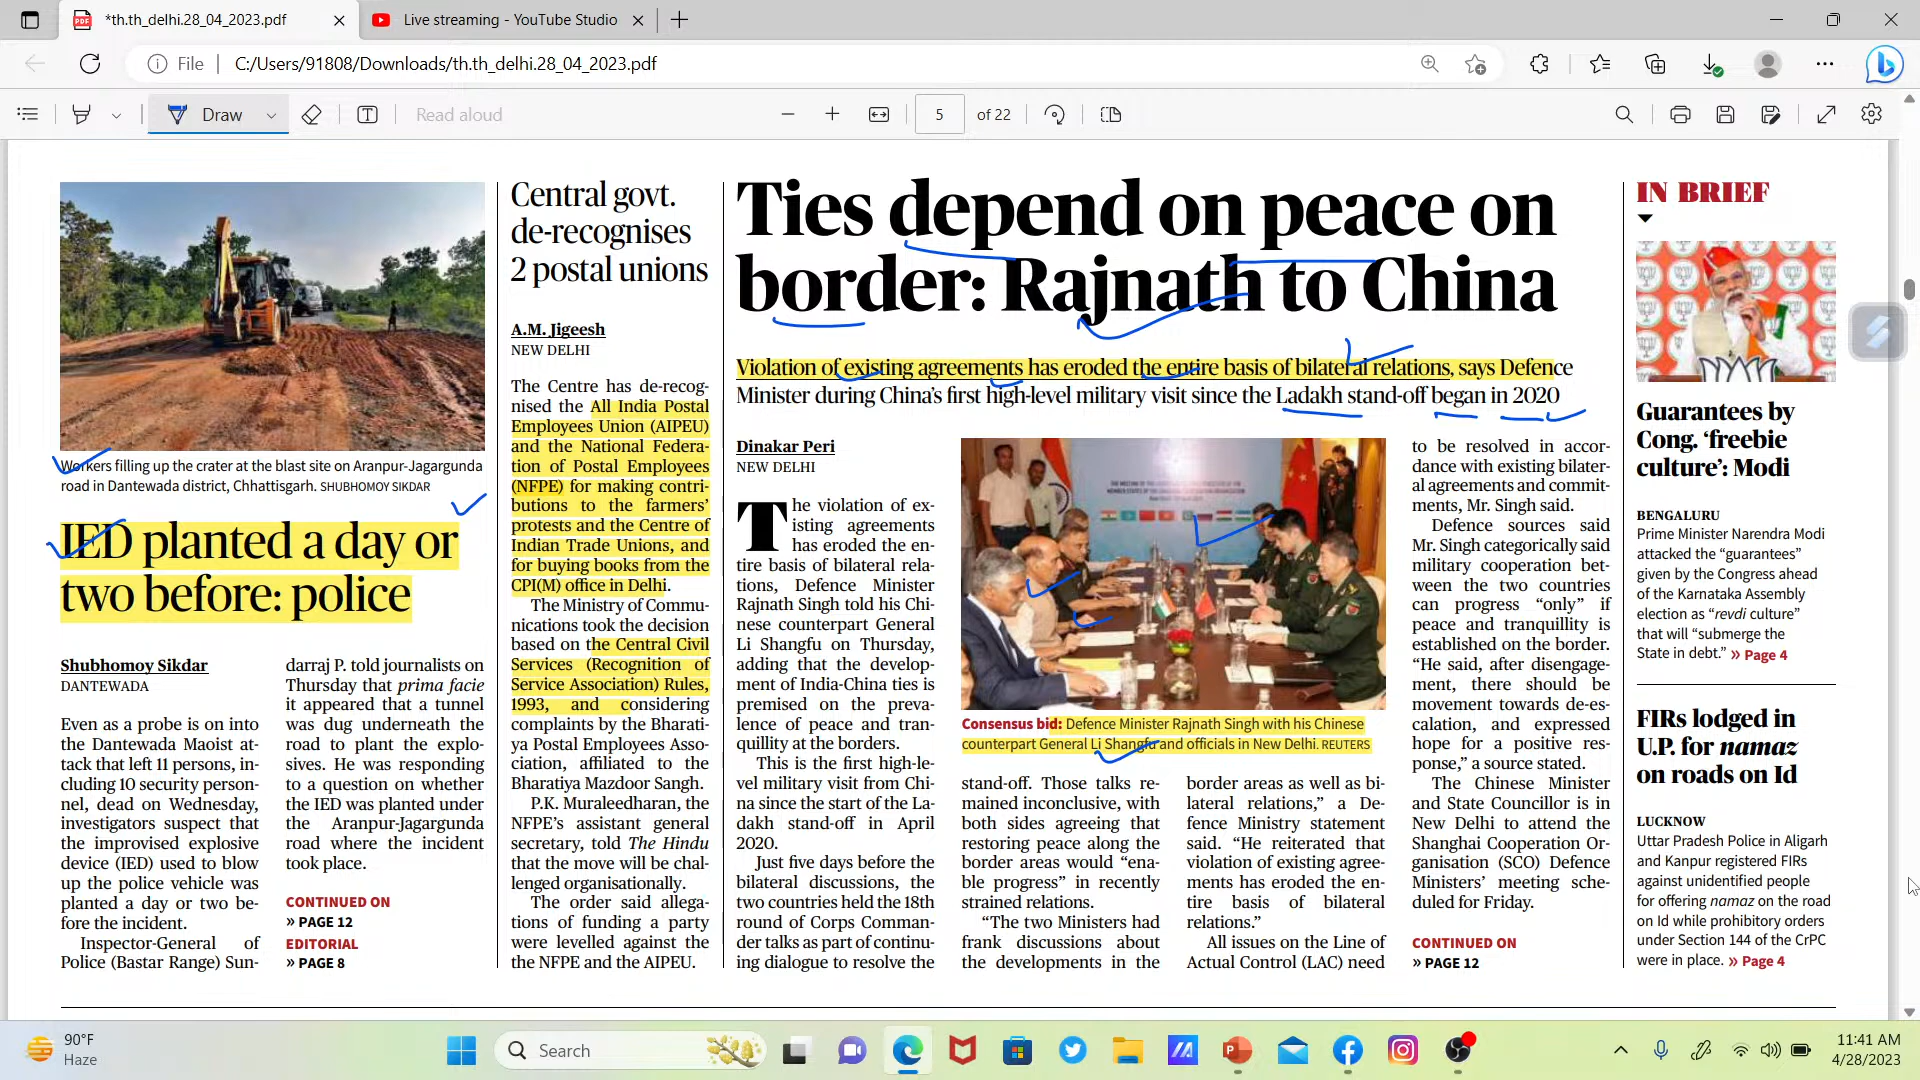 *th.th_delhi.28_04_2023.pdf
Live streaming - YouTube Studio
File
C:/Users/91808/Downloads/th.th_delhi.28_04_2023.pdf
Draw
Read aloud
5
of 22
Workers filling up the crater at the blast site on Aranpur-Jagargunda
road in Dantewada district, Chhattisgarh. SHUBHOMOY SIKDAR
IED planted a day or
two before: police
Shubhomoy Sikdar
DANTEWADA
Even as a probe is on into
the Dantewada Maoist at-
tack that left 11 persons, in-
cluding 10 security person-
nel, dead on Wednesday,
investigators suspect that
the improvised explosive
device (IED) used to blow
up the police vehicle was
planted a day or two be-
fore the incident.
Inspector-General of
Police (Bastar Range) Sun-
darraj P. told journalists on
Thursday that prima facie
it appeared that a tunnel
was dug underneath the
road to plant the explo-
sives. He was responding
to a question on whether
the IED was planted under
the Aranpur-Jagargunda
road where the incident
took place.
CONTINUED ON
» PAGE 12
EDITORIAL
» PAGE 8
Central govt.
de-recognises
2 postal unions
A.M. Jigeesh
NEW DELHI
The Centre has de-recog-
nised the All India Postal
Employees Union (AIPEU)
and the National Federa-
tion of Postal Employees
(NFPE) for making contri-
butions to the farmers’
protests and the Centre of
Indian Trade Unions, and
for buying books from the
CPI(M) office in Delhi.
The Ministry of Commu-
nications took the decision
based on the Central Civil
Services (Recognition of
Service Association) Rules,
1993, and considering
complaints by the Bharati-
ya Postal Employees Asso-
ciation, affiliated to the
Bharatiya Mazdoor Sangh.
P.K. Muraleedharan, the
NFPE’s assistant general
secretary, told The Hindu
that the move will be chal-
lenged organisationally.
The order said allega-
tions of funding a party
were levelled against the
the NFPE and the AIPEU.
Ties depend on peace on
border: Rajnath to China
Violation of existing agreements has eroded the entire basis of bilateral relations, says Defence
Minister during China’s first high-level military visit since the Ladakh stand-off began in 2020
Dinakar Peri
NEW DELHI
The violation of ex-
isting agreements
has eroded the en-
tire basis of bilateral rela-
tions, Defence Minister
Rajnath Singh told his Chi-
nese counterpart General
Li Shangfu on Thursday,
adding that the develop-
ment of India-China ties is
premised on the preva-
lence of peace and tran-
quillity at the borders.
This is the first high-le-
vel military visit from Chi-
na since the start of the La-
dakh stand-off in April
2020.
Just five days before the
bilateral discussions, the
two countries held the 18th
round of Corps Comman-
der talks as part of continu-
ing dialogue to resolve the
Consensus bid: Defence Minister Rajnath Singh with his Chinese
counterpart General Li Shangfu and officials in New Delhi. REUTERS
stand-off. Those talks re-
mained inconclusive, with
both sides agreeing that
restoring peace along the
border areas would “ena-
ble progress” in recently
strained relations.
“The two Ministers had
frank discussions about
the developments in the
border areas as well as bi-
lateral relations,” a De-
fence Ministry statement
said. “He reiterated that
violation of existing agree-
ments has eroded the en-
tire basis of bilateral
relations.”
All issues on the Line of
Actual Control (LAC) need
to be resolved in accor-
dance with existing bilater-
al agreements and commit-
ments, Mr. Singh said.
Defence sources said
Mr. Singh categorically said
military cooperation bet-
ween the two countries
can progress “only” if
peace and tranquillity is
established on the border.
“He said, after disengage-
ment, there should be
movement towards de-es-
calation, and expressed
hope for a positive res-
ponse,” a source stated.
The Chinese Minister
and State Councillor is in
New Delhi to attend the
Shanghai Cooperation Or-
ganisation (SCO) Defence
Ministers’ meeting sche-
duled for Friday.
CONTINUED ON
» PAGE 12
IN BRIEF
Guarantees by
Cong. ‘freebie
culture’: Modi
BENGALURU
Prime Minister Narendra Modi
attacked the “guarantees”
given by the Congress ahead
of the Karnataka Assembly
election as “revdi culture”
that will “submerge the
State in debt.” » Page 4
FIRs lodged in
U.P. for namaz
on roads on Id
LUCKNOW
Uttar Pradesh Police in Aligarh
and Kanpur registered FIRs
against unidentified people
for offering namaz on the road
on Id while prohibitory orders
under Section 144 of the CrPC
were in place. » Page 4
90°F
Haze
Search
11:41 AM
4/28/2023